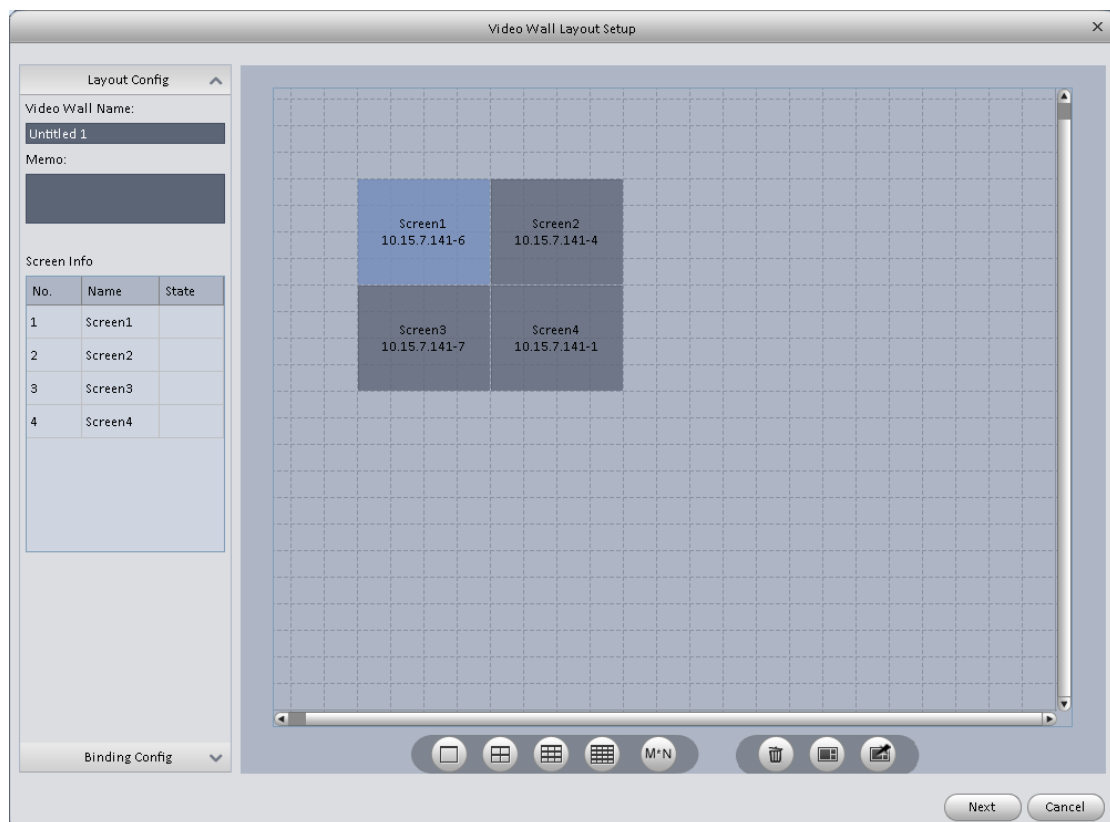 Video Wall Layout Setup
Layout Config
Video Wall Name:
Untitled 1
Memo:
Screen Info
No. Name State
1 Screen1
2 Screen2
3 Screen3
4 Screen4
Binding Config
Screen1
10.15.7.141-6
Screen2
10.15.7.141-4
Screen3
10.15.7.141-7
Screen4
10.15.7.141-1
M*N
Next
Cancel